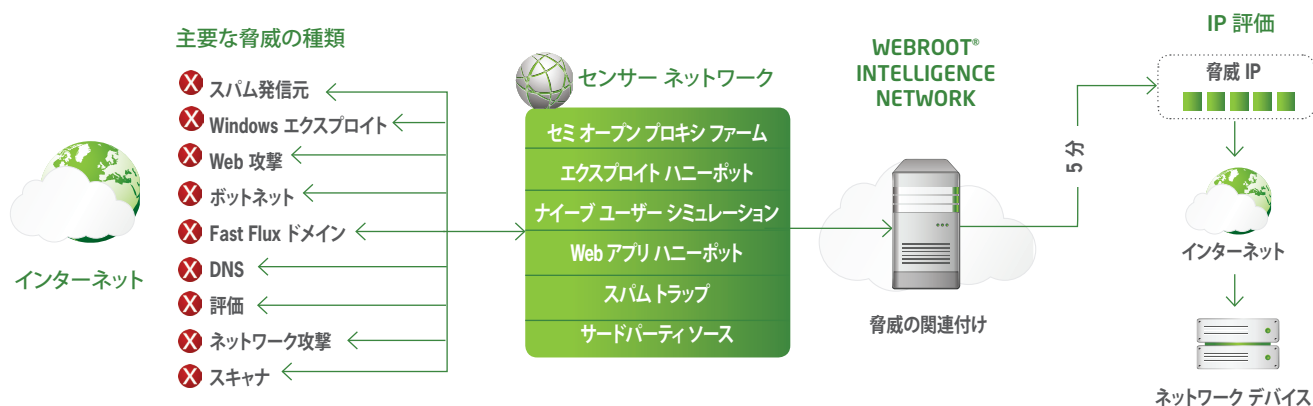 主要な脅威の種類
スパム発信元
Windows エクスプロイト
Web 攻撃
ボットネット
Fast Flux ドメイン
DNS
評価
ネットワーク攻撃
スキャナ
インターネット
センサー ネットワーク
セミ オープン プロキシ ファーム
エクスプロイト ハニーポット
ナイーブ ユーザー シミュレーション
Web アプリ ハニーポット
スパム トラップ
サードパーティ ソース
WEBROOT®
INTELLIGENCE
NETWORK
脅威の関連付け
5 分
IP 評価
脅威 IP
インターネット
ネットワーク デバイス